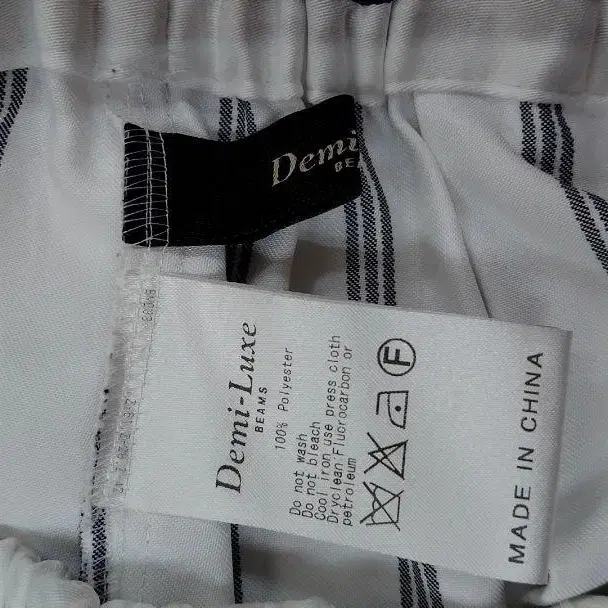 Demi
BEA
Demi-Luxe
BEAMS
100% Polyester
Do not wash
Do not bleach
Cool iron use press cloth
Dryclean Fluorocarbon or
petroleum
F
MADE IN CHINA